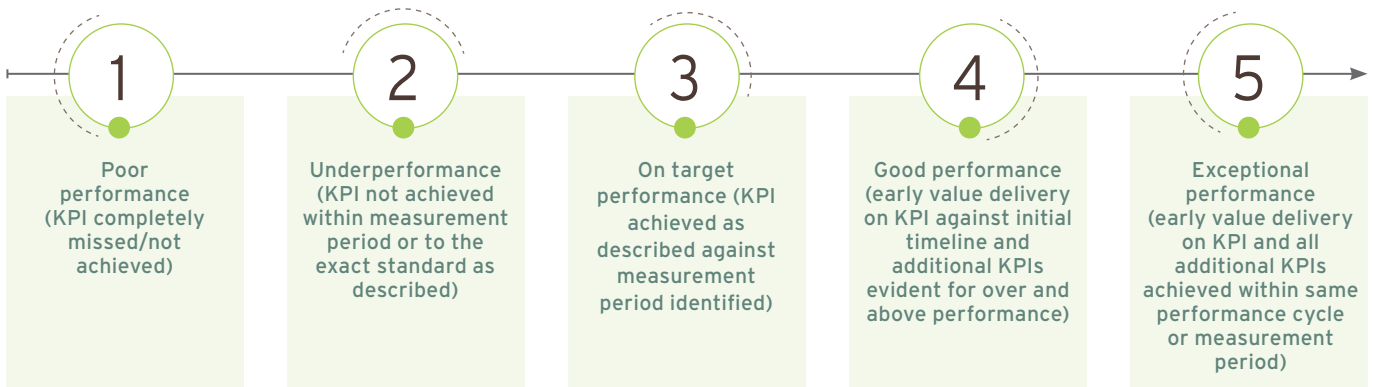 1
Poor
performance
(KPI completely
missed/not
achieved)
2
Underperformance
(KPI not achieved
within measurement
period or to the
exact standard as
described)
3
On target
performance (KPI
achieved as
described against
measurement
period identified)
4
Good performance
(early value delivery
on KPI against initial
timeline and
additional KPIs
evident for over and
above performance)
5
Exceptional
performance
(early value delivery
on KPI and all
additional KPIs
achieved within same
performance cycle
or measurement
period)